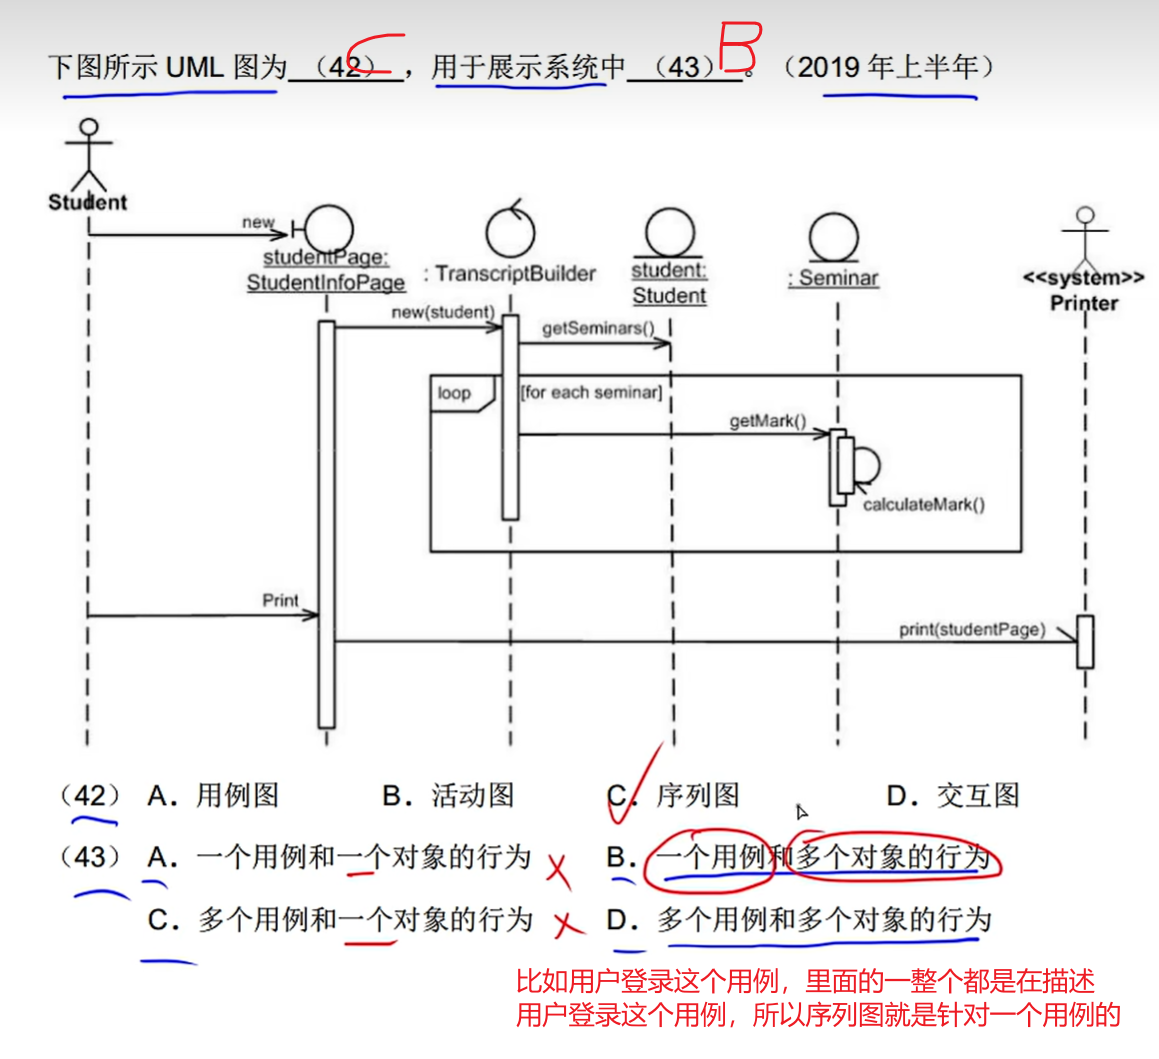 下图所示 UML 图为 （42） ，用于展示系统中 （43） 。（2019 年上半年）
C
B
Student
new
studentPage:
StudentInfoPage
: TranscriptBuilder
student:
Student
: Seminar
<<system>>
Printer
new(student)
getSeminars()
loop
[for each seminar]
getMark()
calculateMark()
Print
print(studentPage)
（42） A．用例图 B．活动图 C．序列图 D．交互图
（43） A．一个用例和一个对象的行为 B．一个用例和多个对象的行为
C．多个用例和一个对象的行为 D．多个用例和多个对象的行为
比如用户登录这个用例，里面的一整个都是在描述
用户登录这个用例，所以序列图就是针对一个用例的